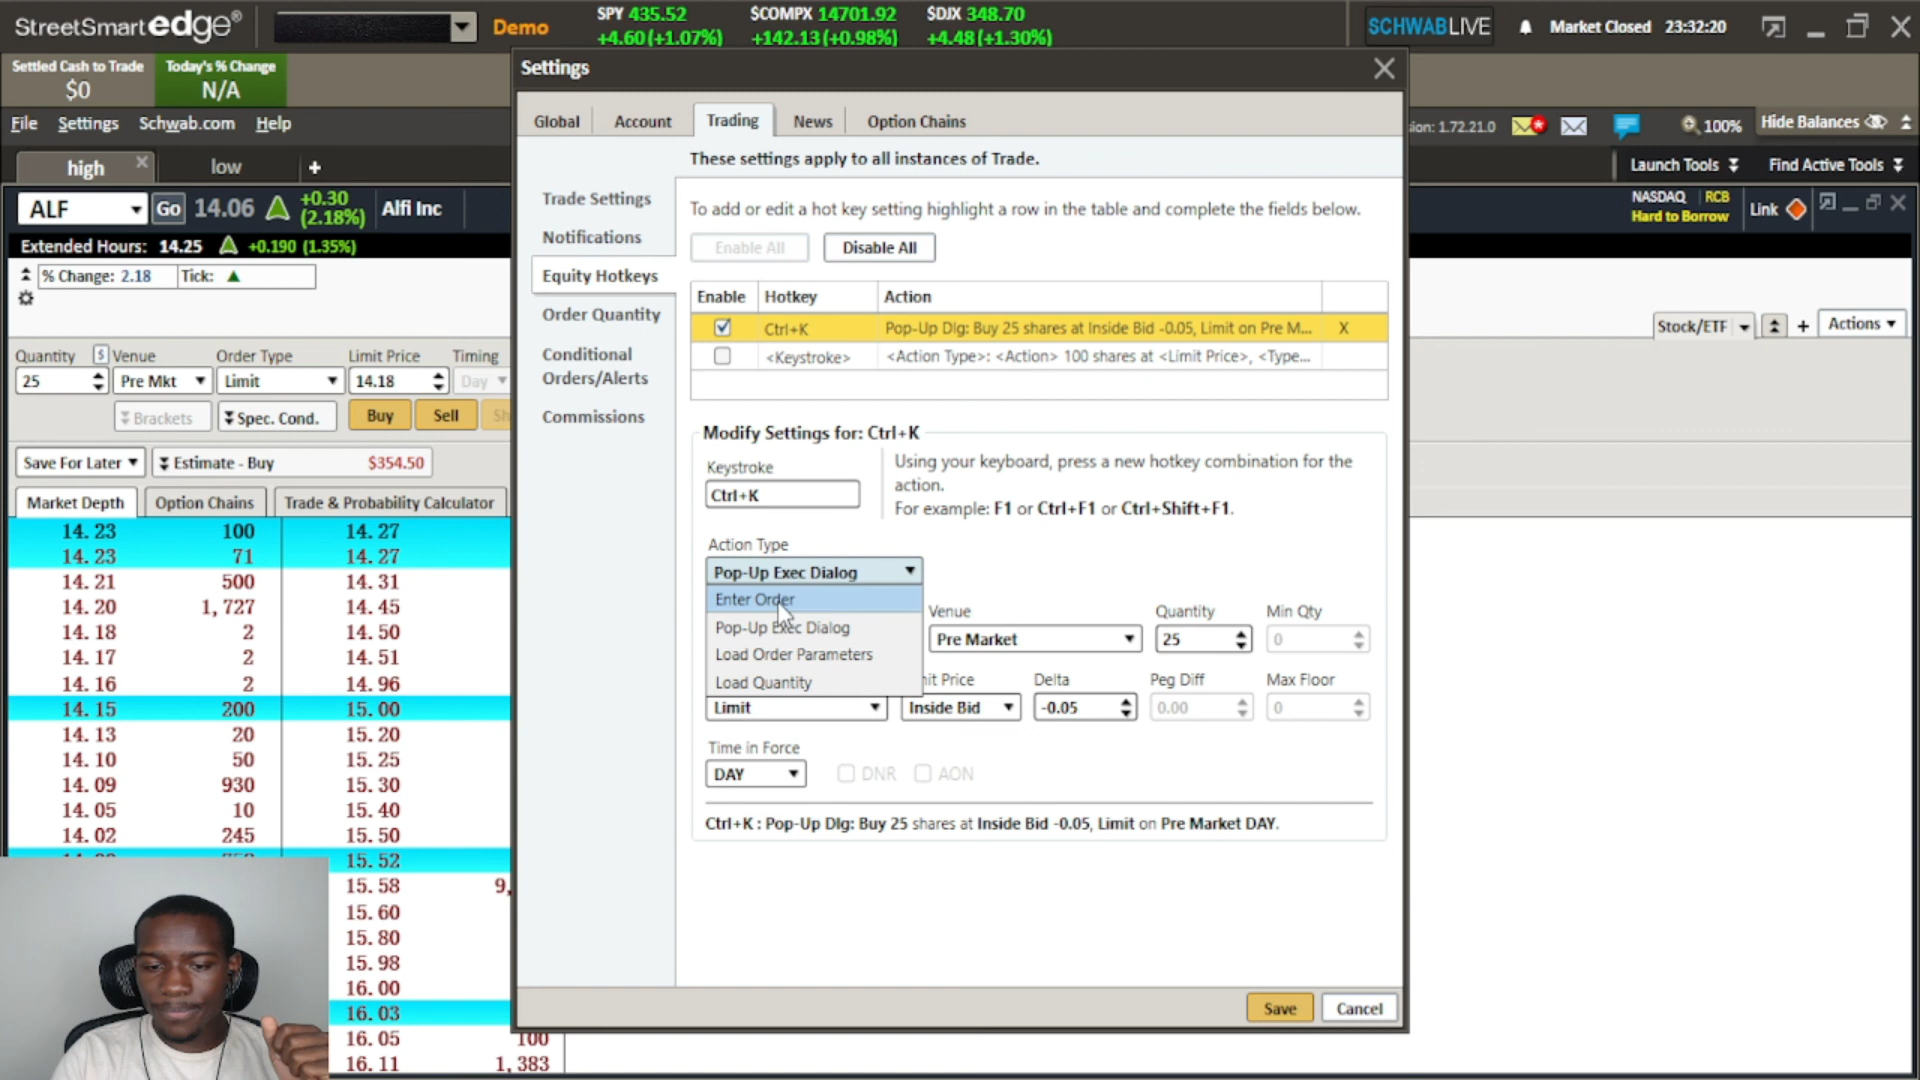 StreetSmart edge®
Demo
SPY 435.52
+4.60 (+1.07%)
$COMPX 14701.92
+142.13 (+0.98%)
$DJX 348.70
+4.48 (+1.30%)
SCHWABLIVE
Market Closed 23:32:20
Settled Cash to Trade
$0
Today's % Change
N/A
File Settings Schwab.com Help
ion: 1.72.21.0
100%
Hide Balances
high
low
+
Launch Tools
Find Active Tools
ALF
Go
14.06
+0.30
(2.18%)
Alfi Inc
NASDAQ RCB
Hard to Borrow
Link
Extended Hours: 14.25 +0.190 (1.35%)
% Change: 2.18 Tick:
Stock/ETF
+
Actions
Quantity $ Venue Order Type Limit Price Timing
25 Pre Mkt Limit 14.18 Day
Brackets Spec. Cond. Buy Sell Sh
Save For Later Estimate - Buy $354.50
Market Depth Option Chains Trade & Probability Calculator
14.23 100 14.27
14.23 71 14.27
14.21 500 14.31
14.20 1,727 14.45
14.18 2 14.50
14.17 2 14.51
14.16 2 14.96
14.15 200 15.00
14.13 20 15.20
14.10 50 15.25
14.09 930 15.30
14.05 10 15.40
14.02 245 15.50
15.52
15.58 9,
15.60
15.80
15.98
16.00
16.03
16.05 100
16.11 1,383
Settings
Global Account Trading News Option Chains
These settings apply to all instances of Trade.
Trade Settings
Notifications
Equity Hotkeys
Order Quantity
Conditional
Orders/Alerts
Commissions
To add or edit a hot key setting highlight a row in the table and complete the fields below.
Enable All Disable All
Enable Hotkey Action
Ctrl+K Pop-Up Dlg: Buy 25 shares at Inside Bid -0.05, Limit on Pre M... X
<Keystroke> <Action Type>: <Action> 100 shares at <Limit Price>, <Type...
Modify Settings for: Ctrl+K
Keystroke
Ctrl+K
Using your keyboard, press a new hotkey combination for the
action.
For example: F1 or Ctrl+F1 or Ctrl+Shift+F1.
Action Type
Pop-Up Exec Dialog
Enter Order
Pop-Up Exec Dialog
Load Order Parameters
Load Quantity
Venue Quantity Min Qty
Pre Market 25 0
it Price Delta Peg Diff Max Floor
Limit Inside Bid -0.05 0.00 0
Time in Force
DAY DNR AON
Ctrl+K : Pop-Up Dlg: Buy 25 shares at Inside Bid -0.05, Limit on Pre Market DAY.
Save Cancel